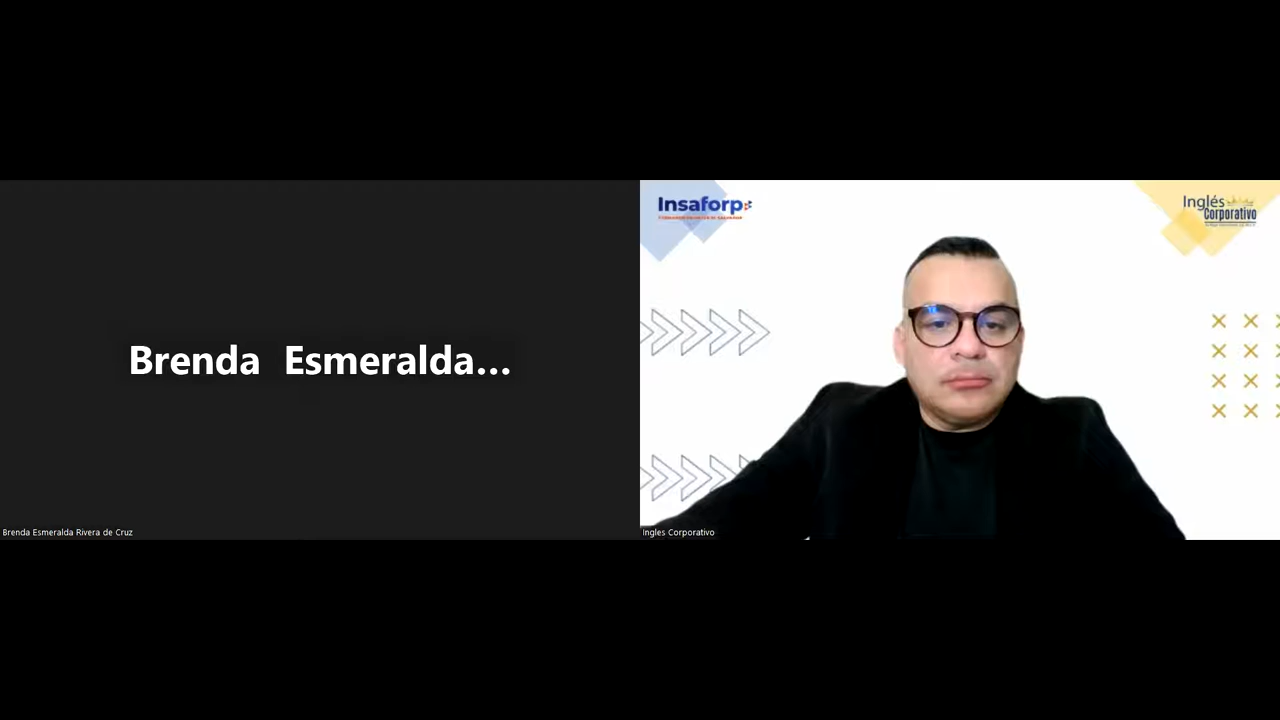 Brenda Esmeralda...
Brenda Esmeralda Rivera de Cruz
Insaforp
Inglés
Corporativo
Ingles Corporativo